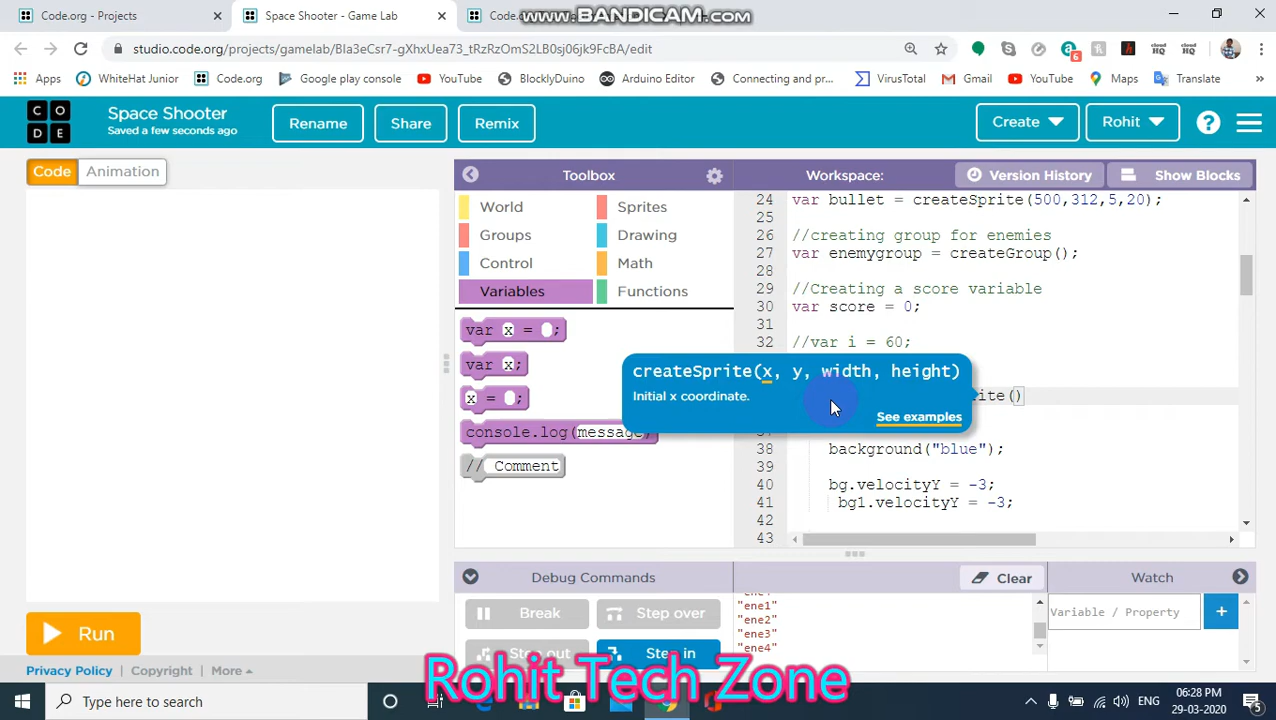 Code.org - Projects
Space Shooter - Game Lab
Code.
www.BANDICAM.com
studio.code.org/projects/gamelab/BIa3eCsr7-gXhxUea73_tRzRzOmS2LB0sj06jk9FcBA/edit
Apps
WhiteHat Junior
Code.org
Google play console
YouTube
BlocklyDuino
Arduino Editor
Connecting and pr...
VirusTotal
Gmail
YouTube
Maps
Translate
CODE
Space Shooter
Saved a few seconds ago
Rename
Share
Remix
Create
Rohit
Code
Animation
Toolbox
Workspace:
Version History
Show Blocks
World
Sprites
Groups
Drawing
Control
Math
Variables
Functions
var x = ;
var x;
x = ;
console.log(message)
// Comment
24 var bullet = createSprite(500,312,5,20);
25
26 //creating group for enemies
27 var enemygroup = createGroup();
28
29 //Creating a score variable
30 var score = 0;
31
32 //var i = 60;
rite()
createSprite(x, y, width, height)
Initial x coordinate.
See examples
38 background("blue");
39
40 bg.velocityY = -3;
41 bg1.velocityY = -3;
42
43
Debug Commands
Clear
Watch
Break
Step over
Step out
Step in
"ene1"
"ene2"
"ene3"
"ene4"
Variable / Property
Run
Privacy Policy
Copyright
More
Rohit Tech Zone
Type here to search
ENG
06:28 PM
29-03-2020